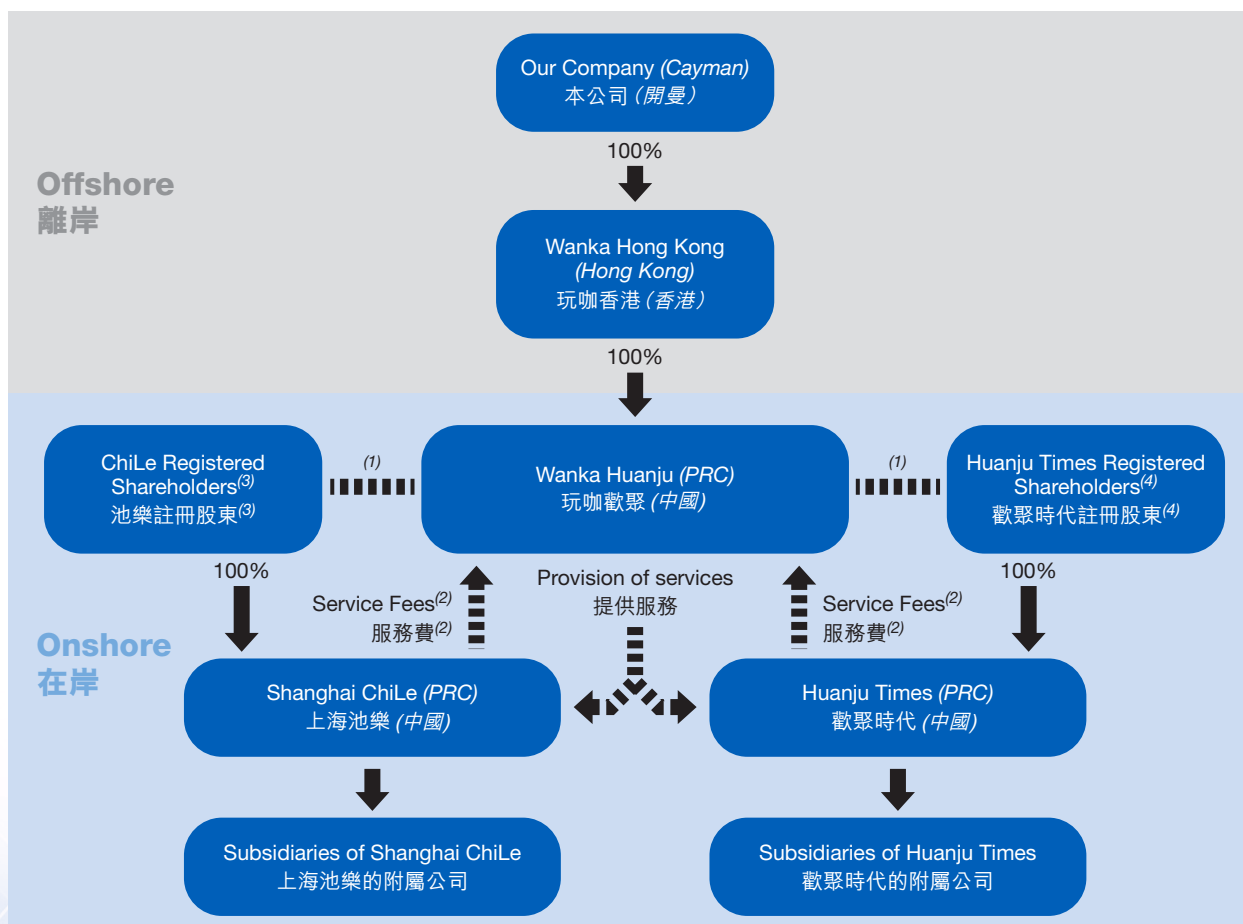 Our Company (Cayman)
本公司(開曼)
100%
Offshore
離岸
Wanka Hong Kong
(Hong Kong)
玩咖香港(香港)
100%
ChiLe Registered
Shareholders(3)
池樂註冊股東(3)
(1)
Wanka Huanju (PRC)
玩咖歡聚(中國)
(1)
Huanju Times Registered
Shareholders(4)
歡聚時代註冊股東(4)
100%
Service Fees(2)
服務費(2)
Provision of services
提供服務
Service Fees(2)
服務費(2)
100%
Onshore
在岸
Shanghai ChiLe (PRC)
上海池樂(中國)
Huanju Times (PRC)
歡聚時代(中國)
Subsidiaries of Shanghai ChiLe
上海池樂的附屬公司
Subsidiaries of Huanju Times
歡聚時代的附屬公司